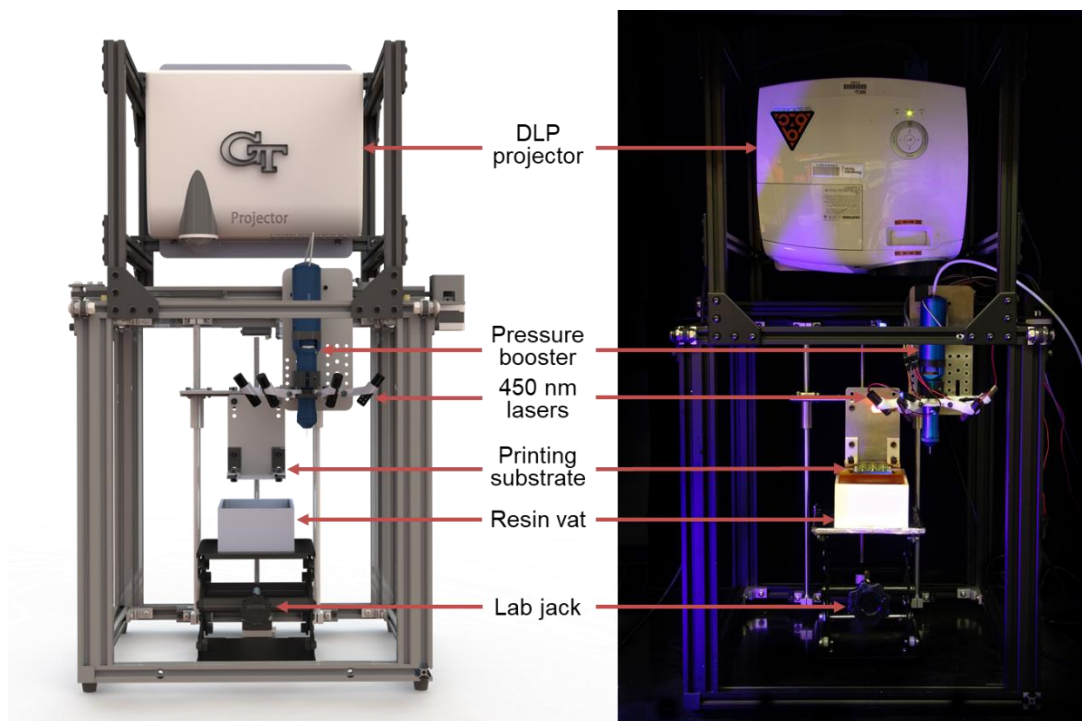 GT
Projector
DLP
projector
Pressure
booster
450 nm
lasers
Printing
substrate
Resin vat
Lab jack